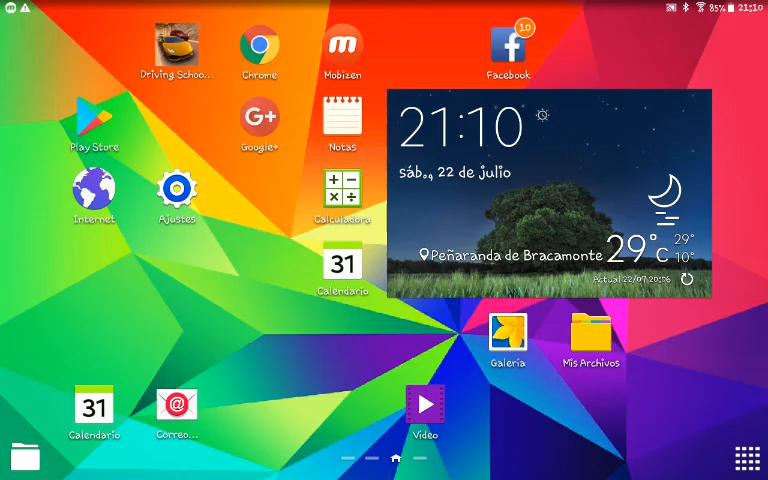 85% 21:10
10
Driving Schoo...
Chrome
Mobizen
Facebook
G+
Play Store
Google+
Notas
21:10
sáb., 22 de julio
Internet
Ajustes
Calculadora
31
Calendario
Peñaranda de Bracamonte 29°C 29° 10°
Actual 22/07 20:06
Galería
Mis Archivos
31
@
Calendario
Correo...
Vídeo